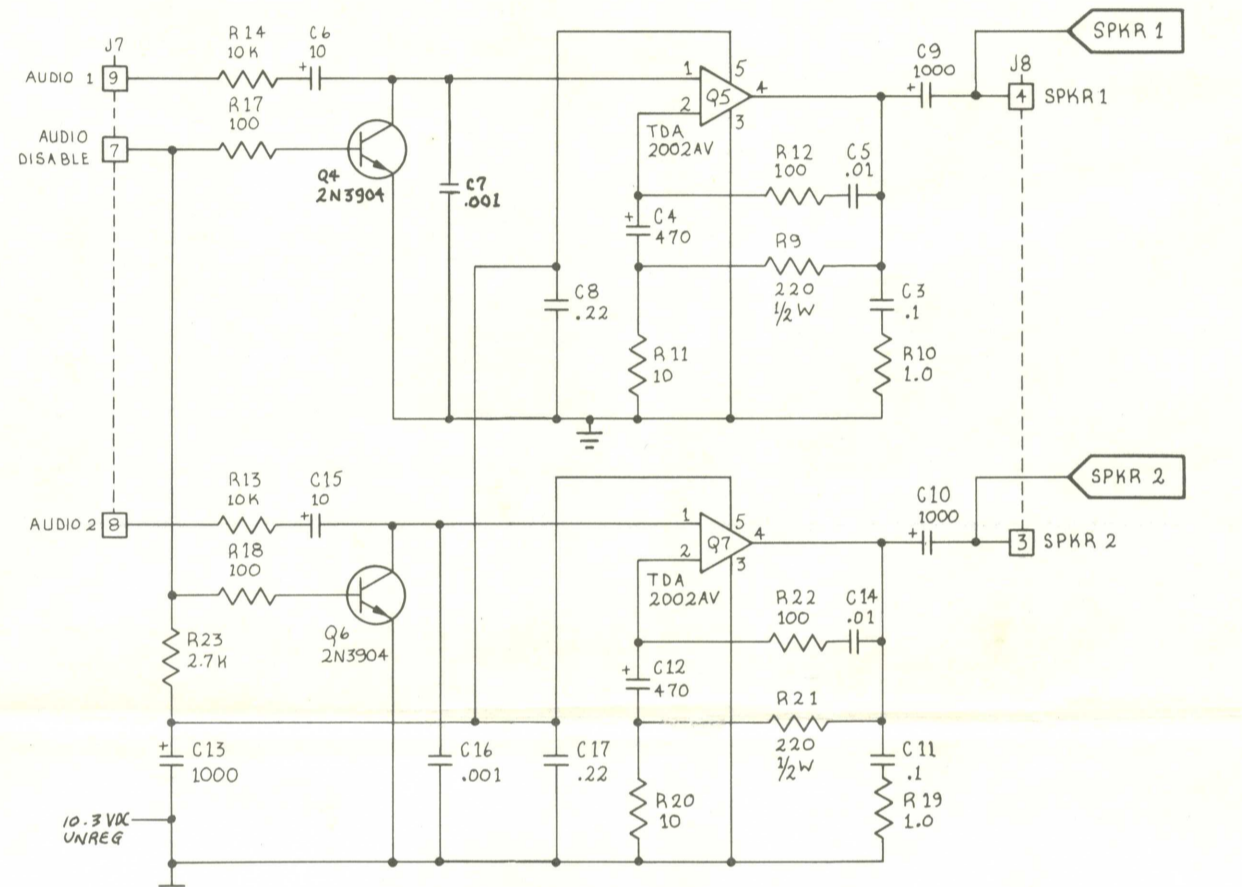 J7
R14
10K
C6
10
+
AUDIO 1 9
R17
100
AUDIO
DISABLE
7
Q4
2N3904
C7
.001
1
2
5
4
3
Q5
TDA
2002AV
C9
1000
+
SPKR 1
J8
4 SPKR1
R12
100
C5
.01
+
C4
470
R9
220
1/2W
C8
.22
C3
.1
R11
10
R10
1.0
R13
10K
C15
10
+
AUDIO 2 8
R18
100
Q6
2N3904
R23
2.7K
1
2
5
4
3
Q7
TDA
2002AV
C10
1000
+
SPKR 2
3 SPKR 2
R22
100
C14
.01
+
C12
470
R21
220
1/2W
+
C13
1000
C16
.001
C17
.22
C11
.1
R20
10
R19
1.0
10.3 VDC
UNREG